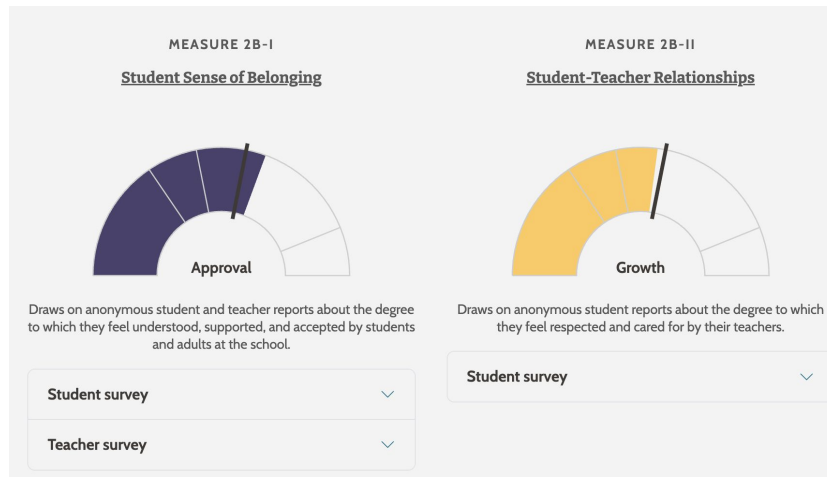 MEASURE 2B-I
Student Sense of Belonging
Approval
Draws on anonymous student and teacher reports about the degree
to which they feel understood, supported, and accepted by students
and adults at the school.
Student survey
Teacher survey
MEASURE 2B-II
Student-Teacher Relationships
Growth
Draws on anonymous student reports about the degree to which
they feel respected and cared for by their teachers.
Student survey